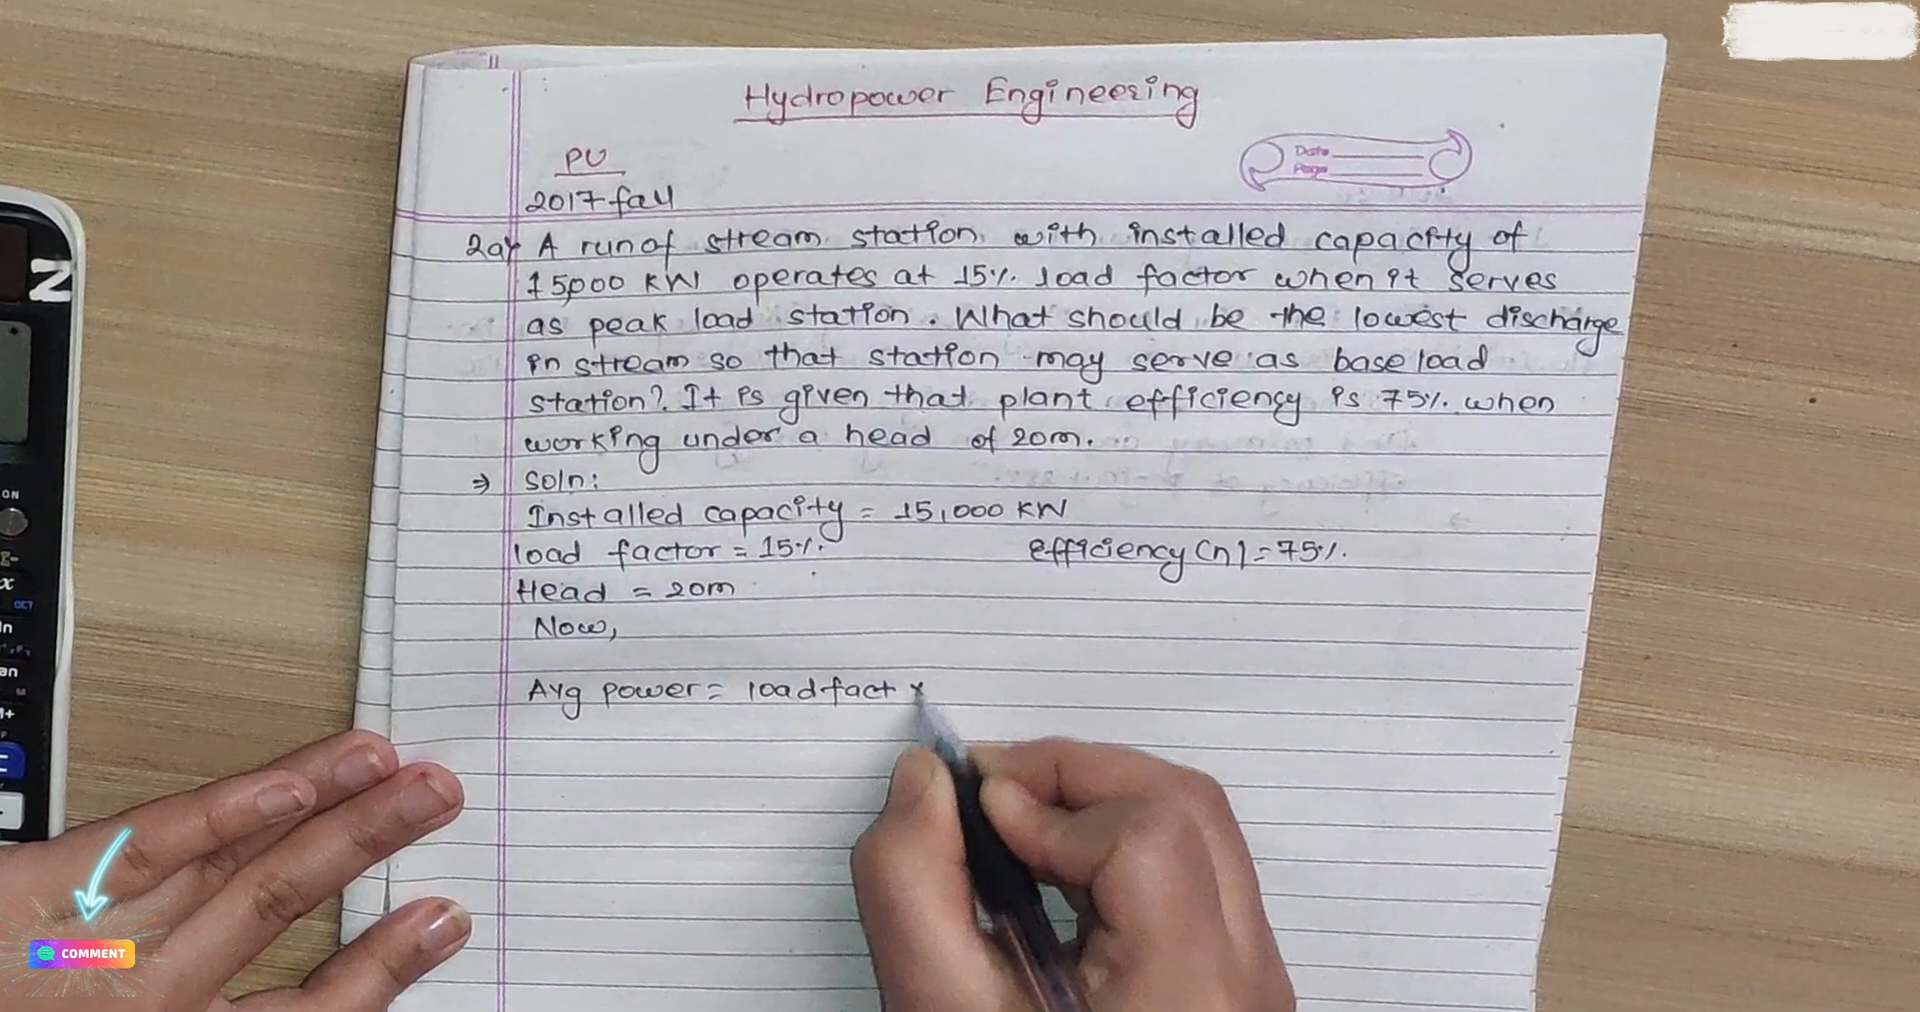 Hydropower Engineering
PU
Date
Page
2017 fall
2a) A run of stream station with installed capacity of
15,000 KW operates at 15% load factor when it serves
as peak load station. What should be the lowest discharge
in stream so that station may serve as base load
station? It is given that plant efficiency is 75% when
working under a head of 20m.
⇒ Soln:
Installed capacity = 15,000 KW
load factor = 15% efficiency (η) = 75%.
Head = 20m
Now,
Avg power = load fact x
ON
x
OCT
COMMENT